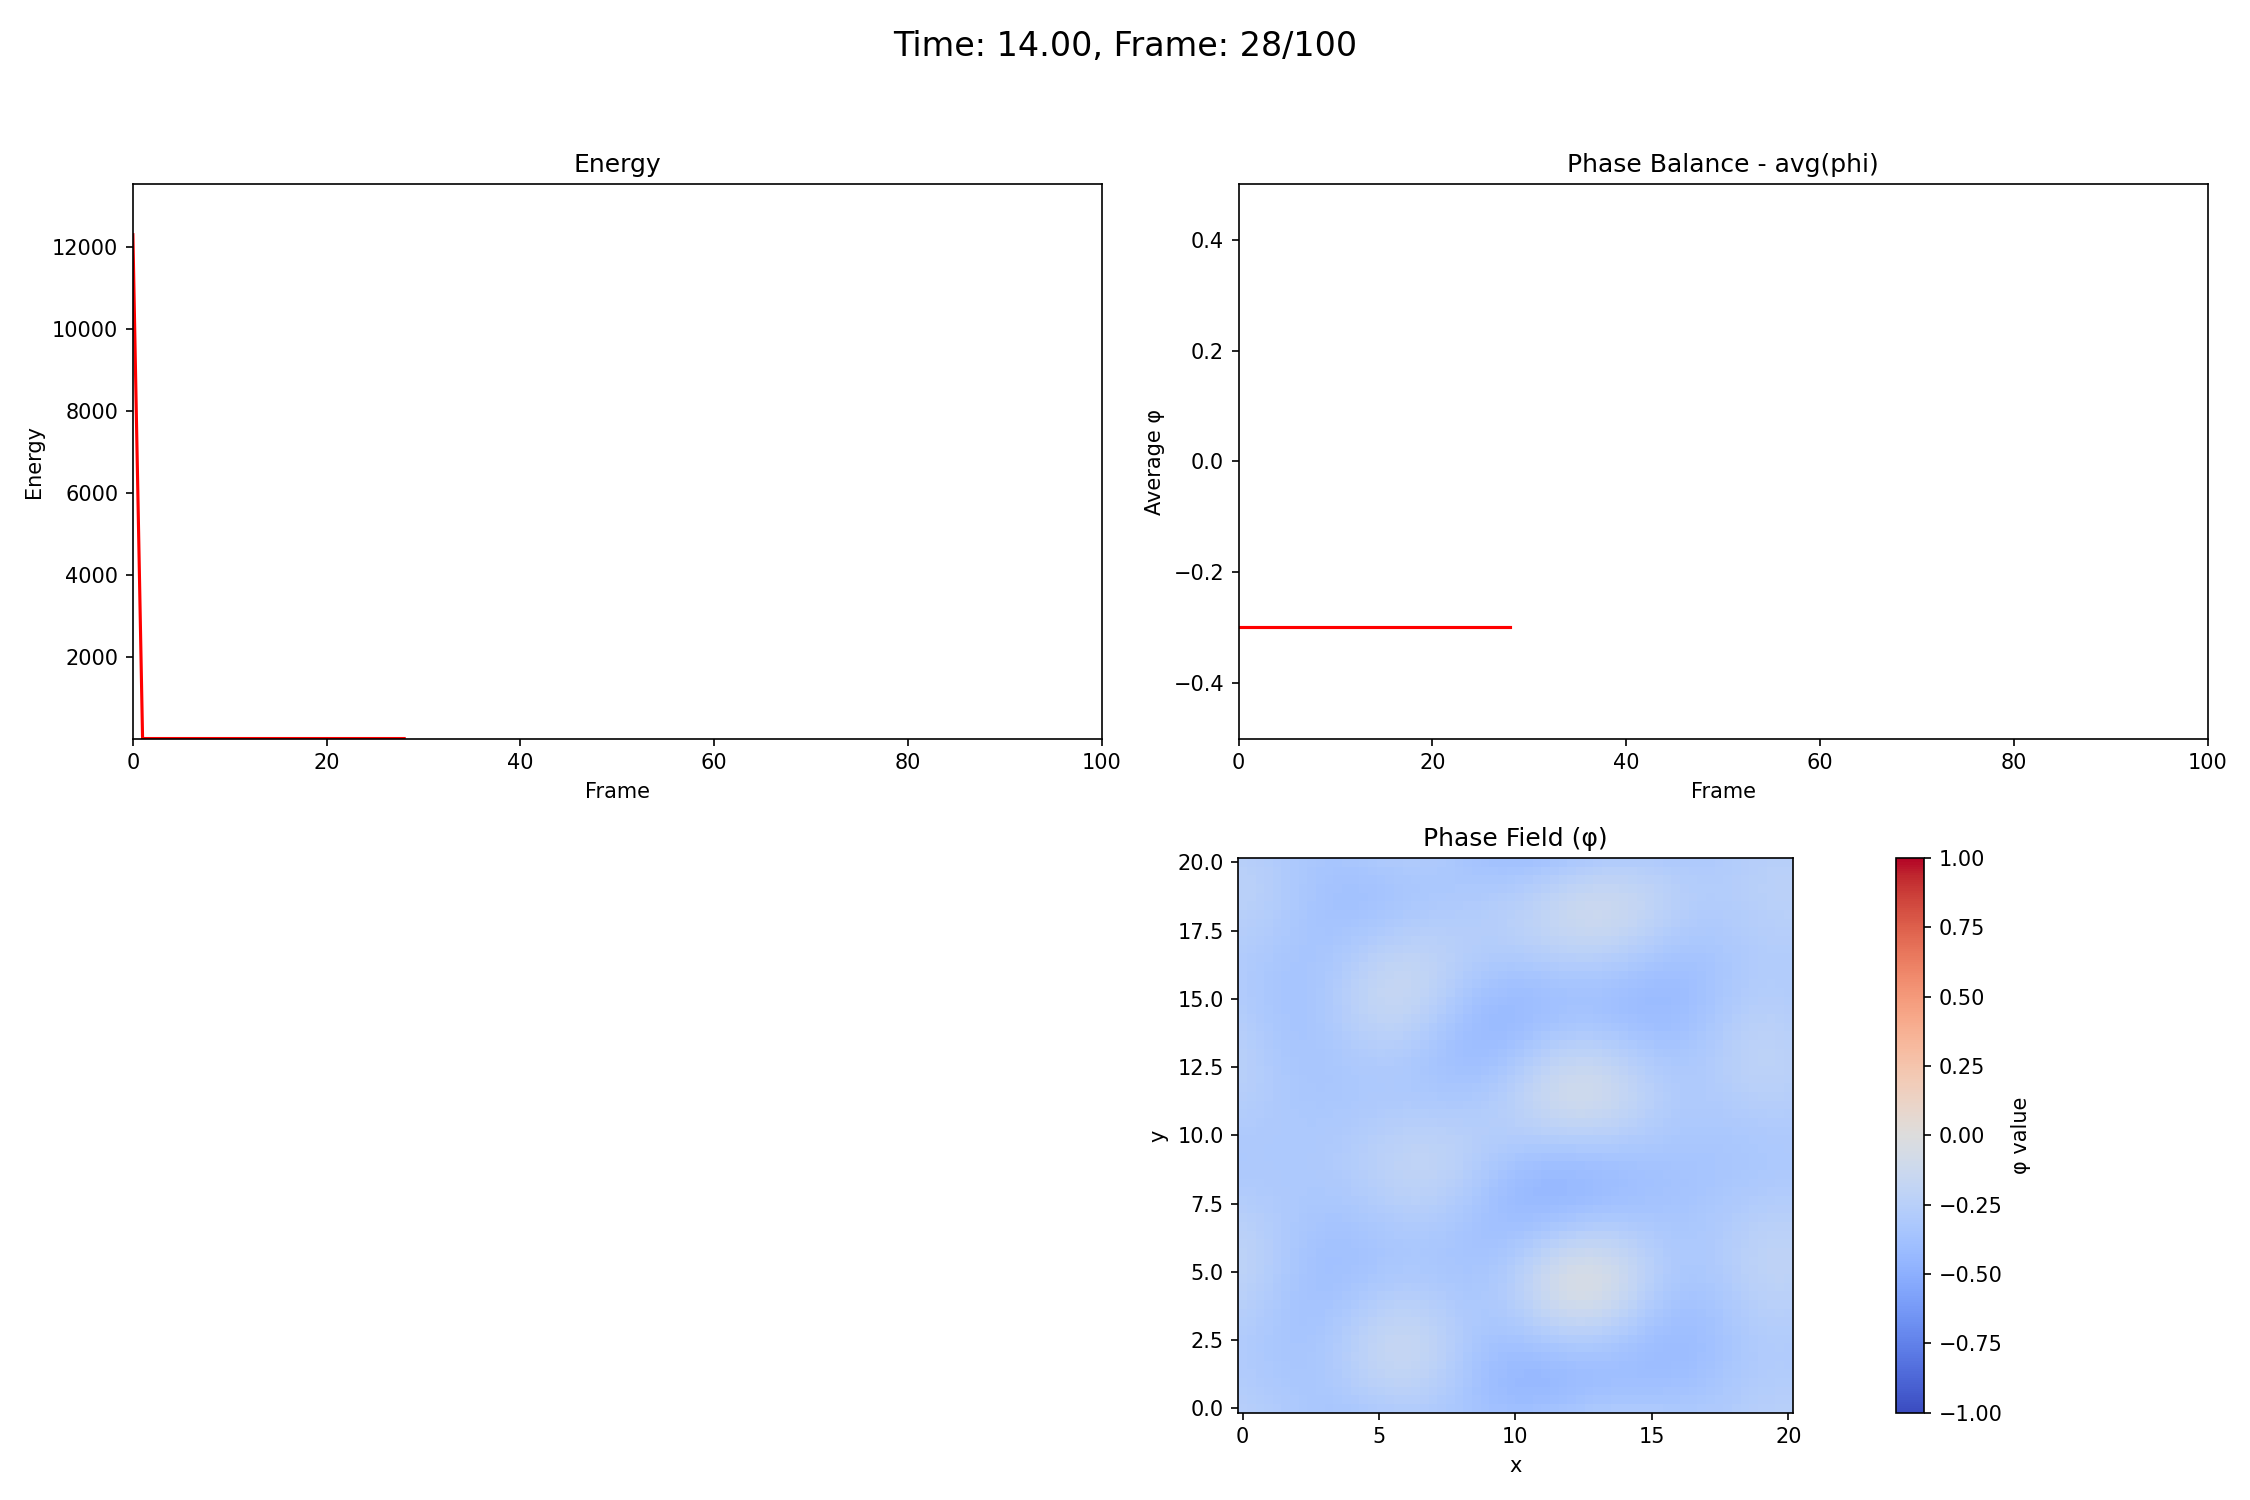 Time: 14.00, Frame: 28/100
Energy
12000
10000
8000
6000
4000
2000
Energy
0 20 40 60 80 100
Frame
Phase Balance - avg(phi)
0.4
0.2
0.0
−0.2
−0.4
Average φ
0 20 40 60 80 100
Frame
Phase Field (φ)
20.0
17.5
15.0
12.5
10.0
7.5
5.0
2.5
0.0
y
0 5 10 15 20
x
1.00
0.75
0.50
0.25
0.00
−0.25
−0.50
−0.75
−1.00
φ value